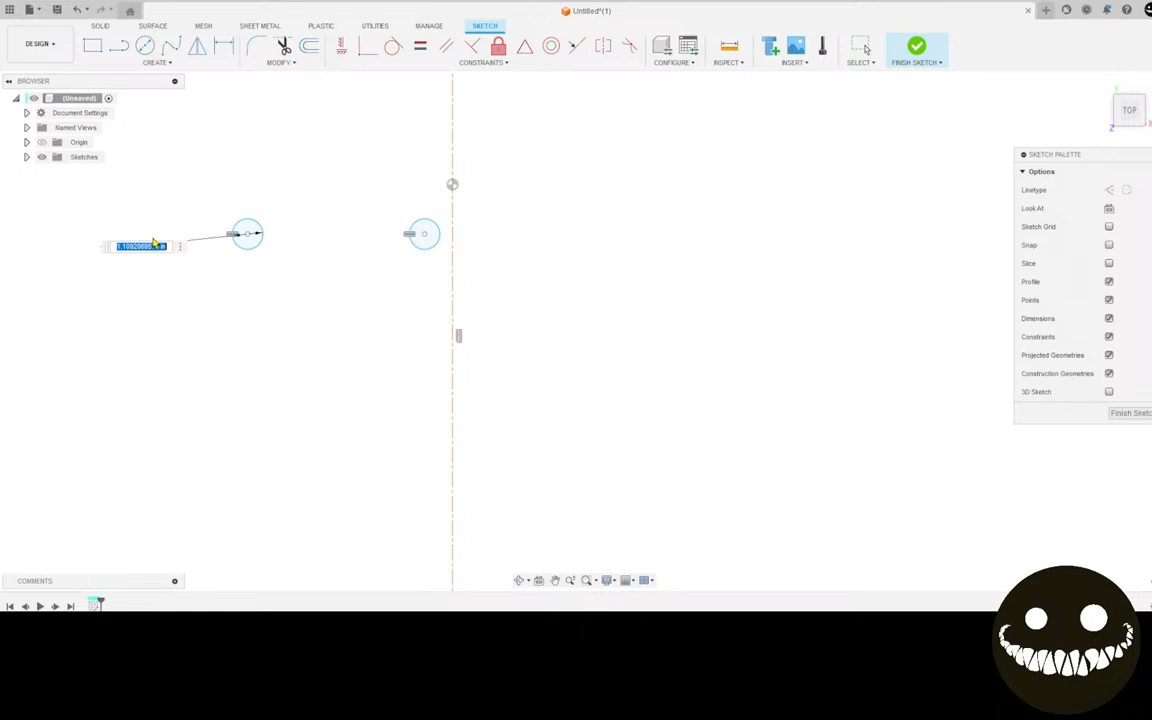 Untitled*(1)
SOLID SURFACE MESH SHEET METAL PLASTIC UTILITIES MANAGE SKETCH
DESIGN
CREATE MODIFY CONSTRAINTS CONFIGURE INSPECT INSERT SELECT FINISH SKETCH
BROWSER
(Unsaved)
Document Settings
Named Views
Origin
Sketches
TOP
Z
X
SKETCH PALETTE
Options
Linetype
Look At
Sketch Grid
Snap
Slice
Profile
Points
Dimensions
Constraints
Projected Geometries
Construction Geometries
3D Sketch
Finish Sketc
COMMENTS